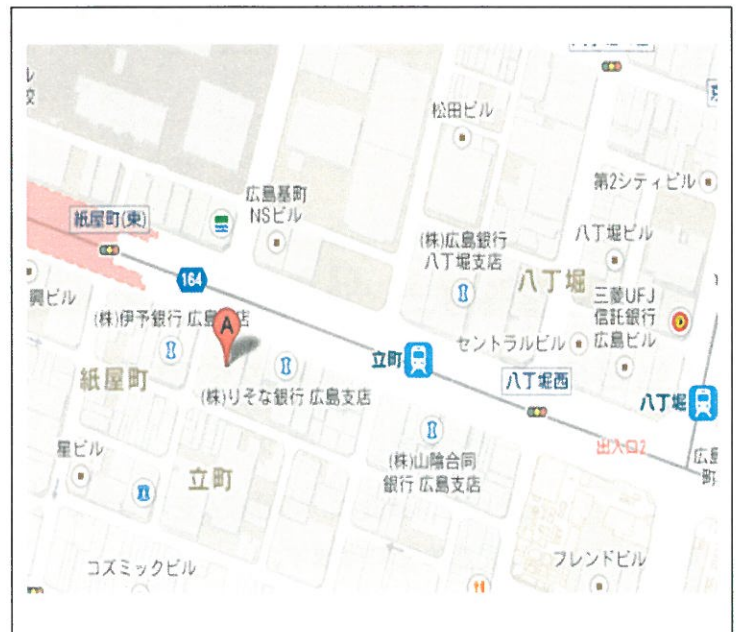 松田ビル
第2シティビル
広島基町
NSビル
紙屋町(東)
(株)広島銀行
八丁堀支店
八丁堀ビル
八丁堀
164
興ビル
(株)伊予銀行 広島支店
A
三菱UFJ
信託銀行
広島ビル
セントラルビル
立町
紙屋町
(株)りそな銀行 広島支店
八丁堀西
八丁堀
出入口2
星ビル
立町
(株)山陰合同
銀行 広島支店
広島
町
コズミックビル
フレンドビル